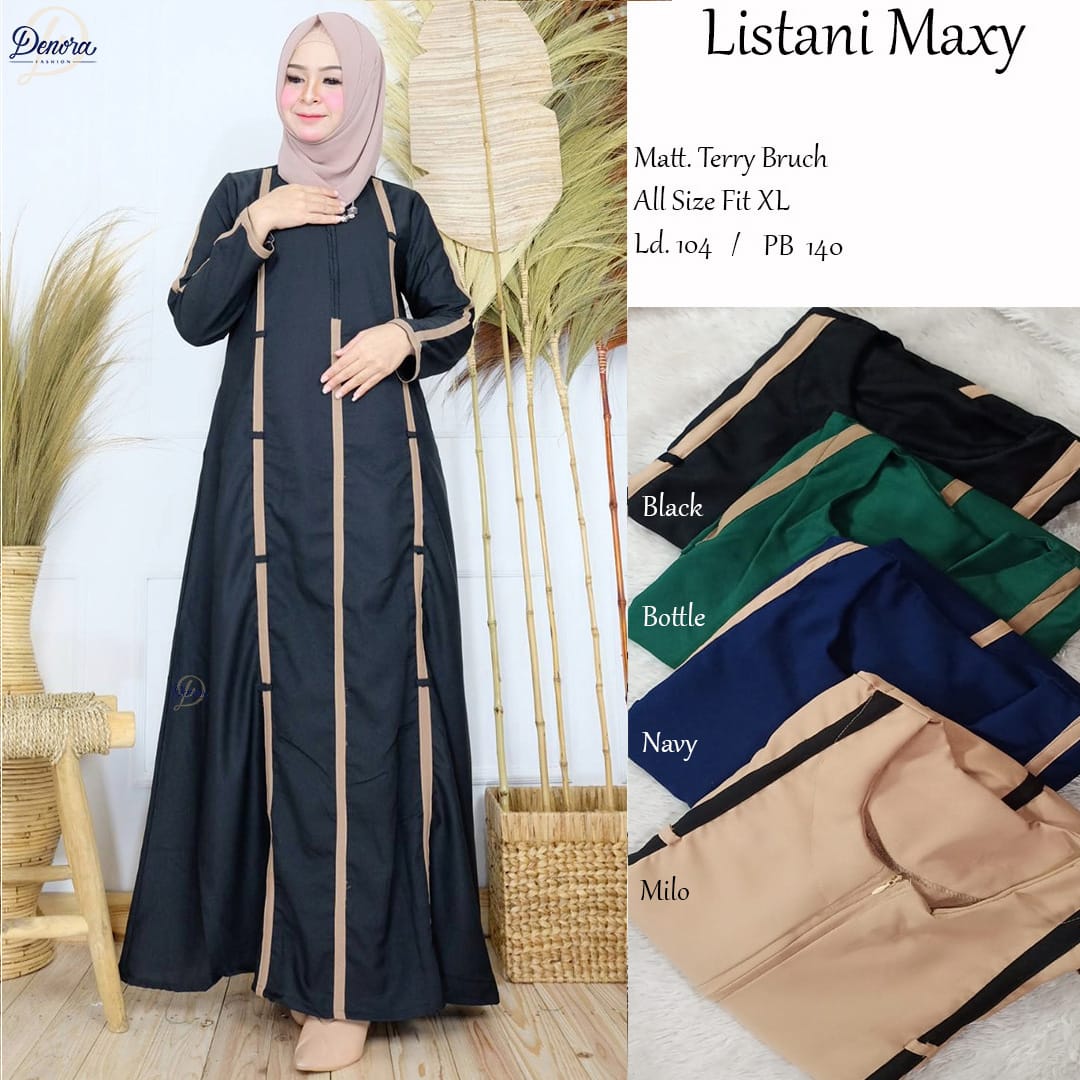 Denora
FASHION
Listani Maxy
Matt. Terry Bruch
All Size Fit XL
Ld. 104 / PB 140
Black
Bottle
Navy
Milo